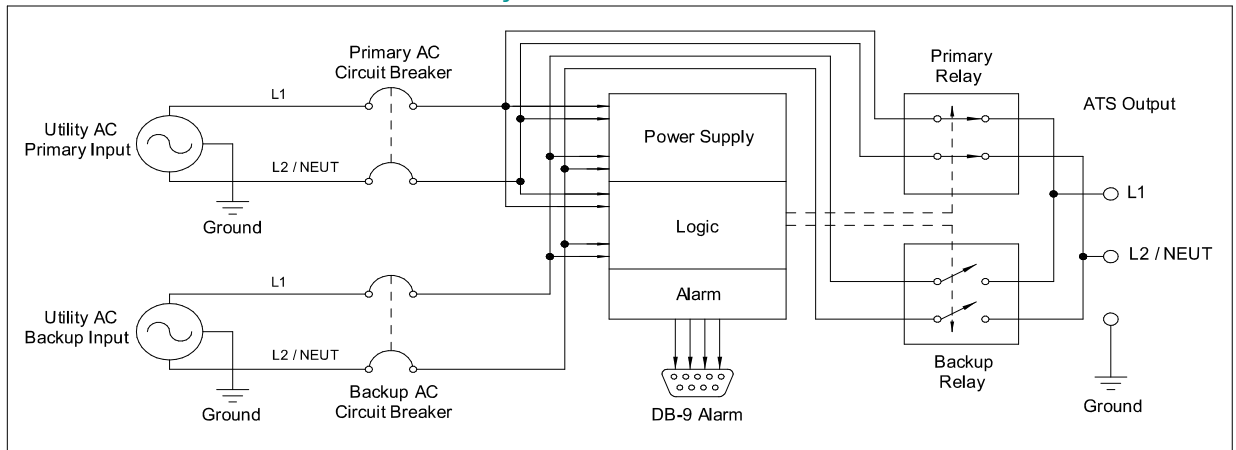 Primary AC
Circuit Breaker
L1
Utility AC
Primary Input
L2 / NEUT
Ground
Primary
Relay
ATS Output
Power Supply
Logic
Alarm
L1
L2 / NEUT
L1
Utility AC
Backup Input
L2 / NEUT
Ground
Backup AC
Circuit Breaker
DB-9 Alarm
Backup
Relay
Ground